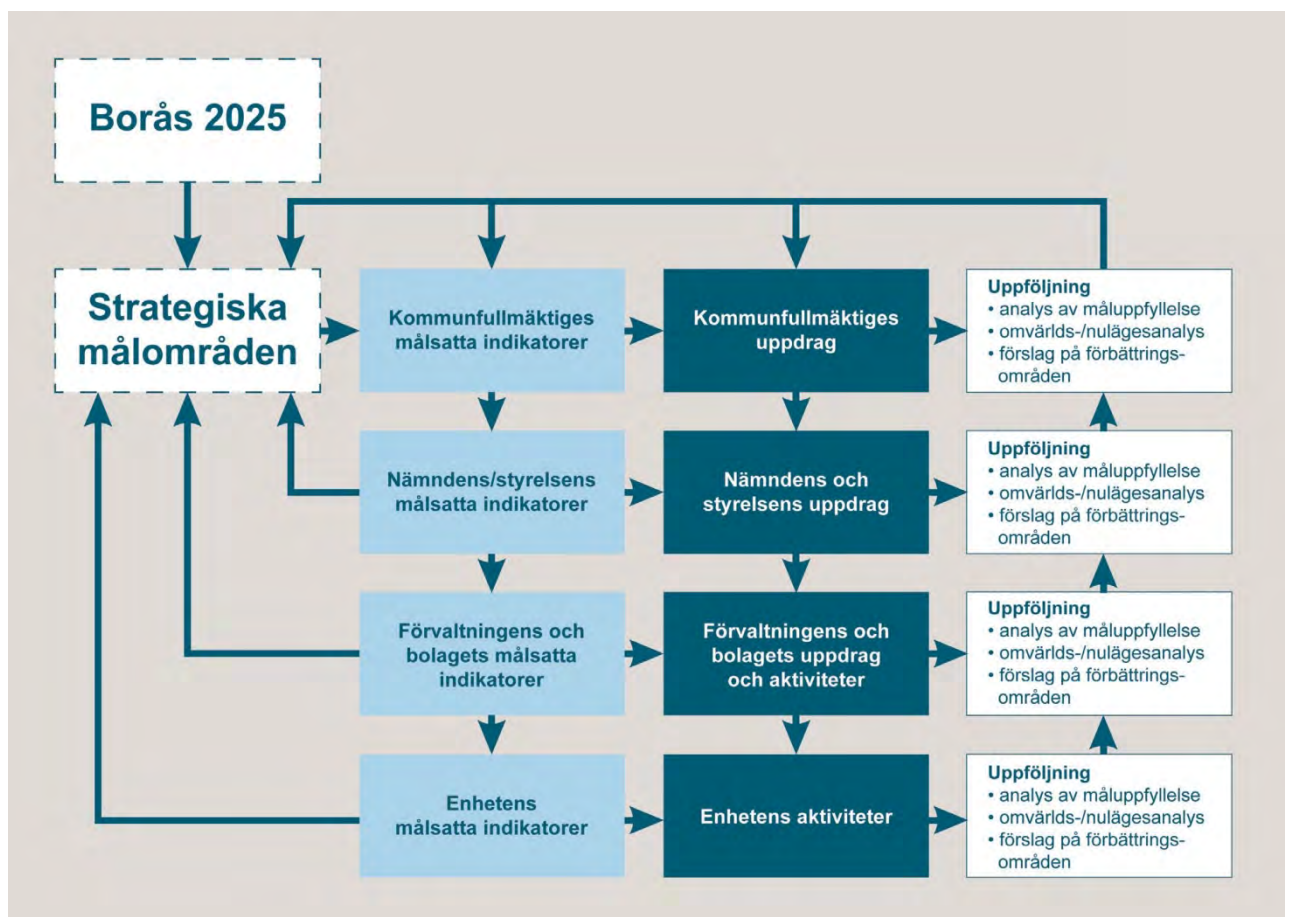 Borås 2025
Strategiska
målområden
Kommunfullmäktiges
målsatta indikatorer
Kommunfullmäktiges
uppdrag
Uppföljning
• analys av måluppfyllelse
• omvärlds-/nulägesanalys
• förslag på förbättrings-
områden
Nämndens/styrelsens
målsatta indikatorer
Nämndens och
styrelsens uppdrag
Uppföljning
• analys av måluppfyllelse
• omvärlds-/nulägesanalys
• förslag på förbättrings-
områden
Förvaltningens och
bolagets målsatta
indikatorer
Förvaltningens och
bolagets uppdrag
och aktiviteter
Uppföljning
• analys av måluppfyllelse
• omvärlds-/nulägesanalys
• förslag på förbättrings-
områden
Enhetens
målsatta indikatorer
Enhetens aktiviteter
Uppföljning
• analys av måluppfyllelse
• omvärlds-/nulägesanalys
• förslag på förbättrings-
områden